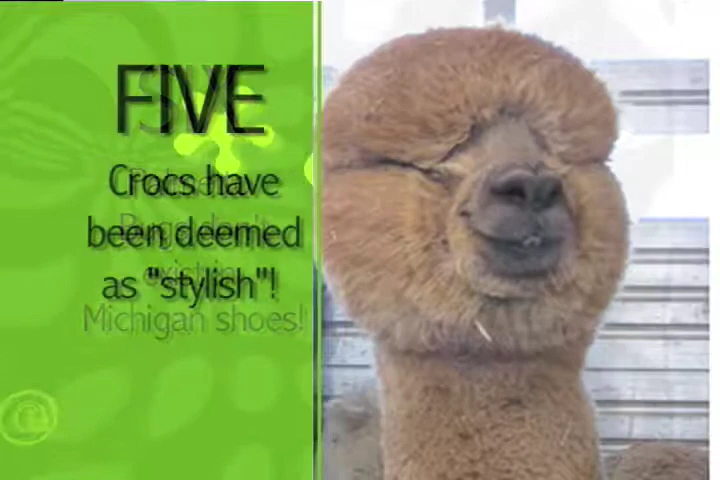 FIVE
Crocs have
been deemed
as "stylish"!
Michigan shoes!